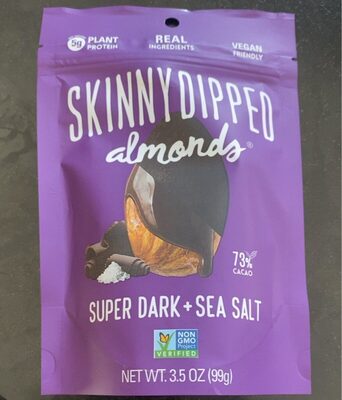 5g PLANT PROTEIN
REAL INGREDIENTS
VEGAN FRIENDLY
SKINNYDIPPED
almonds®
73%
CACAO
SUPER DARK + SEA SALT
NON
GMO
Project
VERIFIED
NET WT. 3.5 OZ (99g)